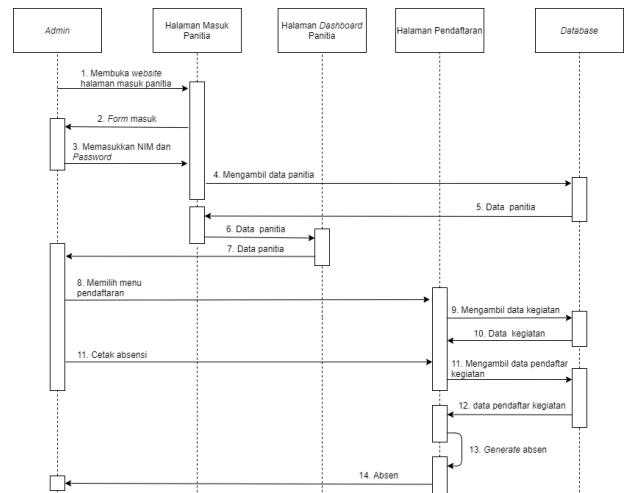 Admin
Halaman Masuk
Panitia
Halaman Dashboard
Panitia
Halaman Pendaftaran
Database
1. Membuka website
halaman masuk panitia
2. Form masuk
3. Memasukkan NIM dan
Password
4. Mengambil data panitia
5. Data panitia
6. Data panitia
7. Data panitia
8. Memilih menu
pendaftaran
9. Mengambil data kegiatan
10. Data kegiatan
11. Cetak absensi
11. Mengambil data pendaftar
kegiatan
12. data pendaftar kegiatan
13. Generate absen
14. Absen